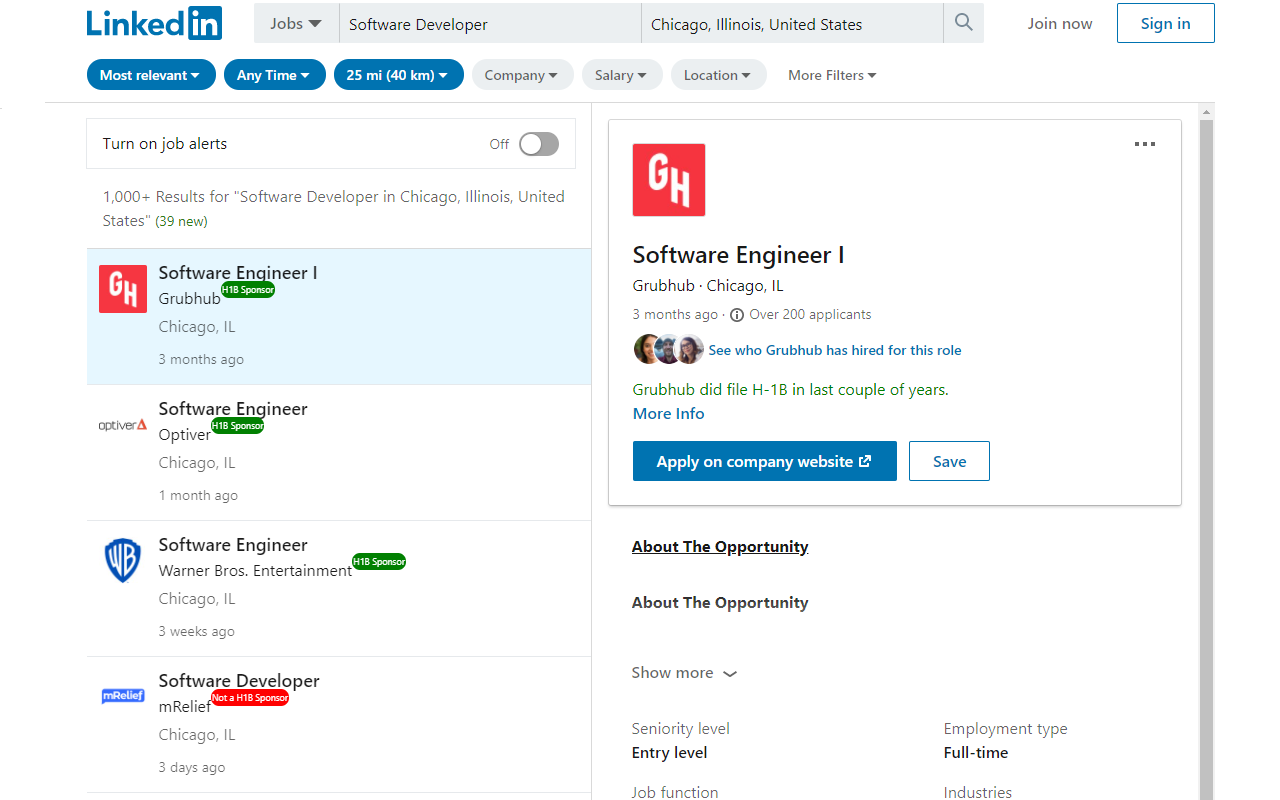 LinkedIn Jobs Software Developer Chicago, Illinois, United States Join now Sign in
Most relevant Any Time 25 mi (40 km) Company Salary Location More Filters
Turn on job alerts Off
1,000+ Results for "Software Developer in Chicago, Illinois, United
States" (39 new)
GH
Software Engineer I
Grubhub H1B Sponsor
Chicago, IL
3 months ago
optiver
Software Engineer
Optiver H1B Sponsor
Chicago, IL
1 month ago
WB
Software Engineer
Warner Bros. Entertainment H1B Sponsor
Chicago, IL
3 weeks ago
mRelief
Software Developer
mRelief Not a H1B Sponsor
Chicago, IL
3 days ago
GH
Software Engineer I
Grubhub · Chicago, IL
3 months ago · Over 200 applicants
See who Grubhub has hired for this role
Grubhub did file H-1B in last couple of years.
More Info
Apply on company website Save
About The Opportunity
About The Opportunity
Show more
Seniority level Employment type
Entry level Full-time
Job function Industries